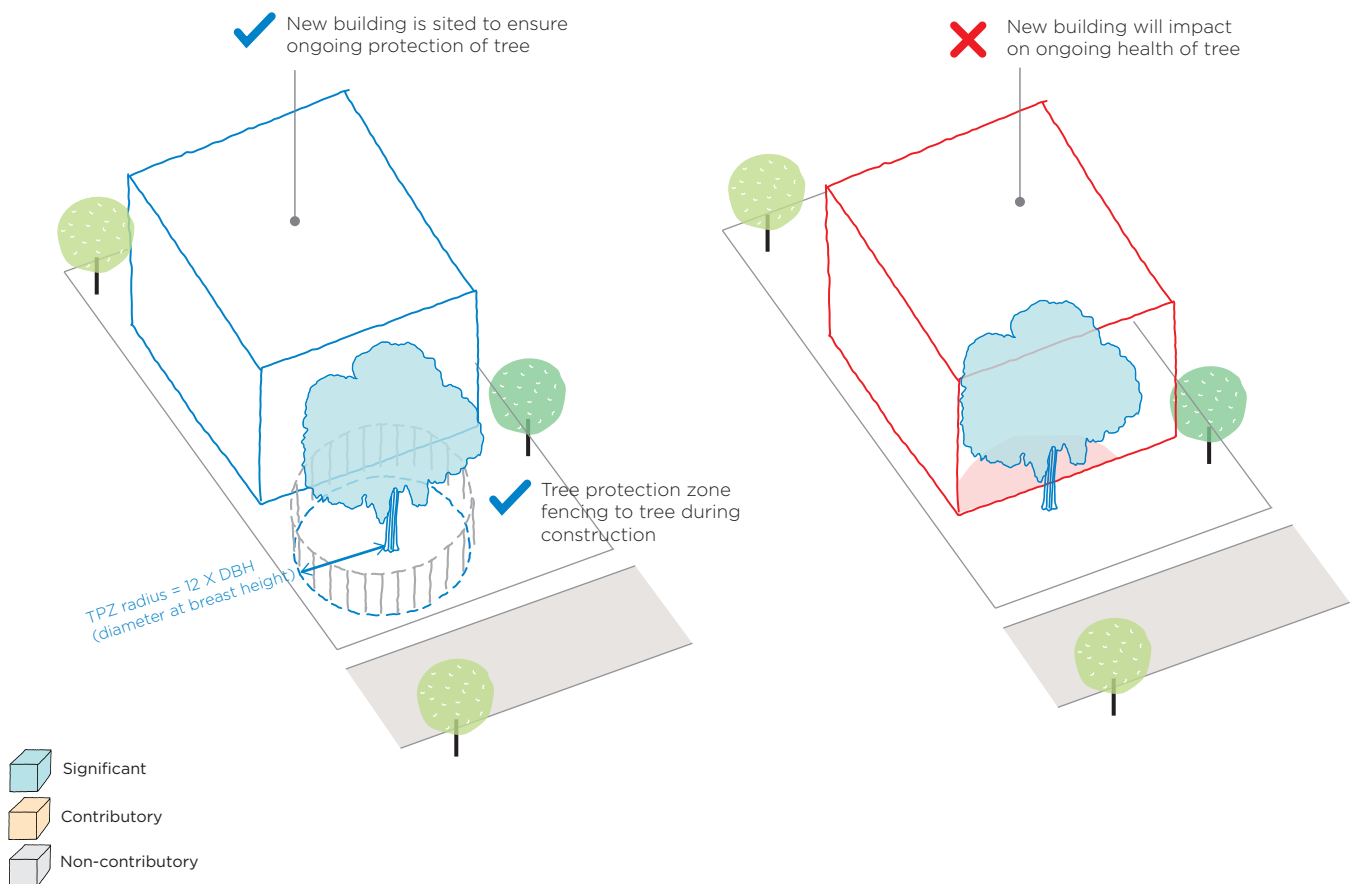 New building is sited to ensure
ongoing protection of tree
New building will impact
on ongoing health of tree
Tree protection zone
fencing to tree during
construction
TPZ radius = 12 X DBH
(diameter at breast height)
Significant
Contributory
Non-contributory